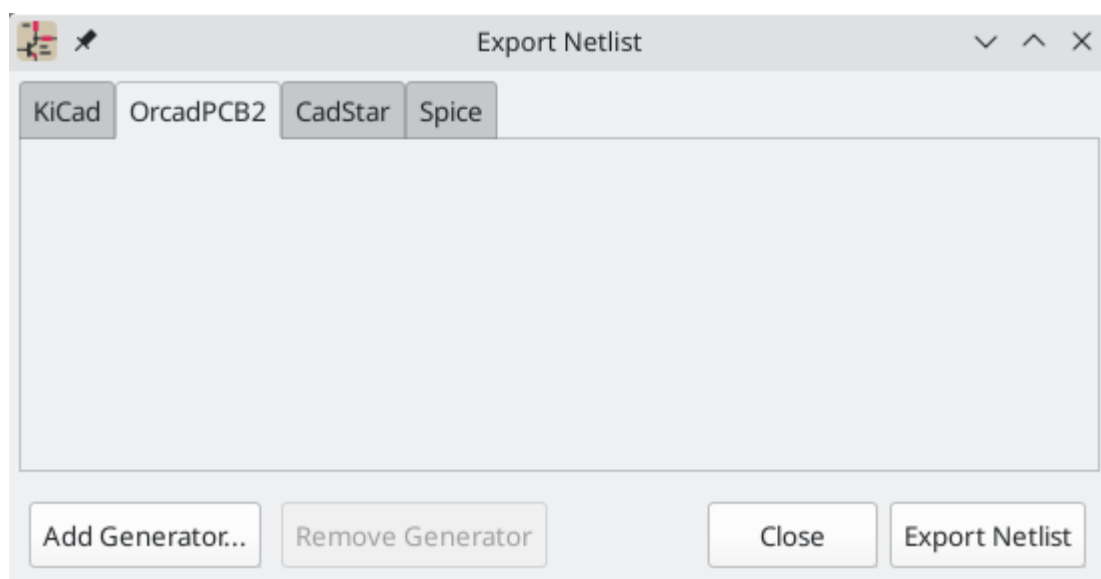 Export Netlist
KiCad OrcadPCB2 CadStar Spice
Add Generator... Remove Generator Close Export Netlist